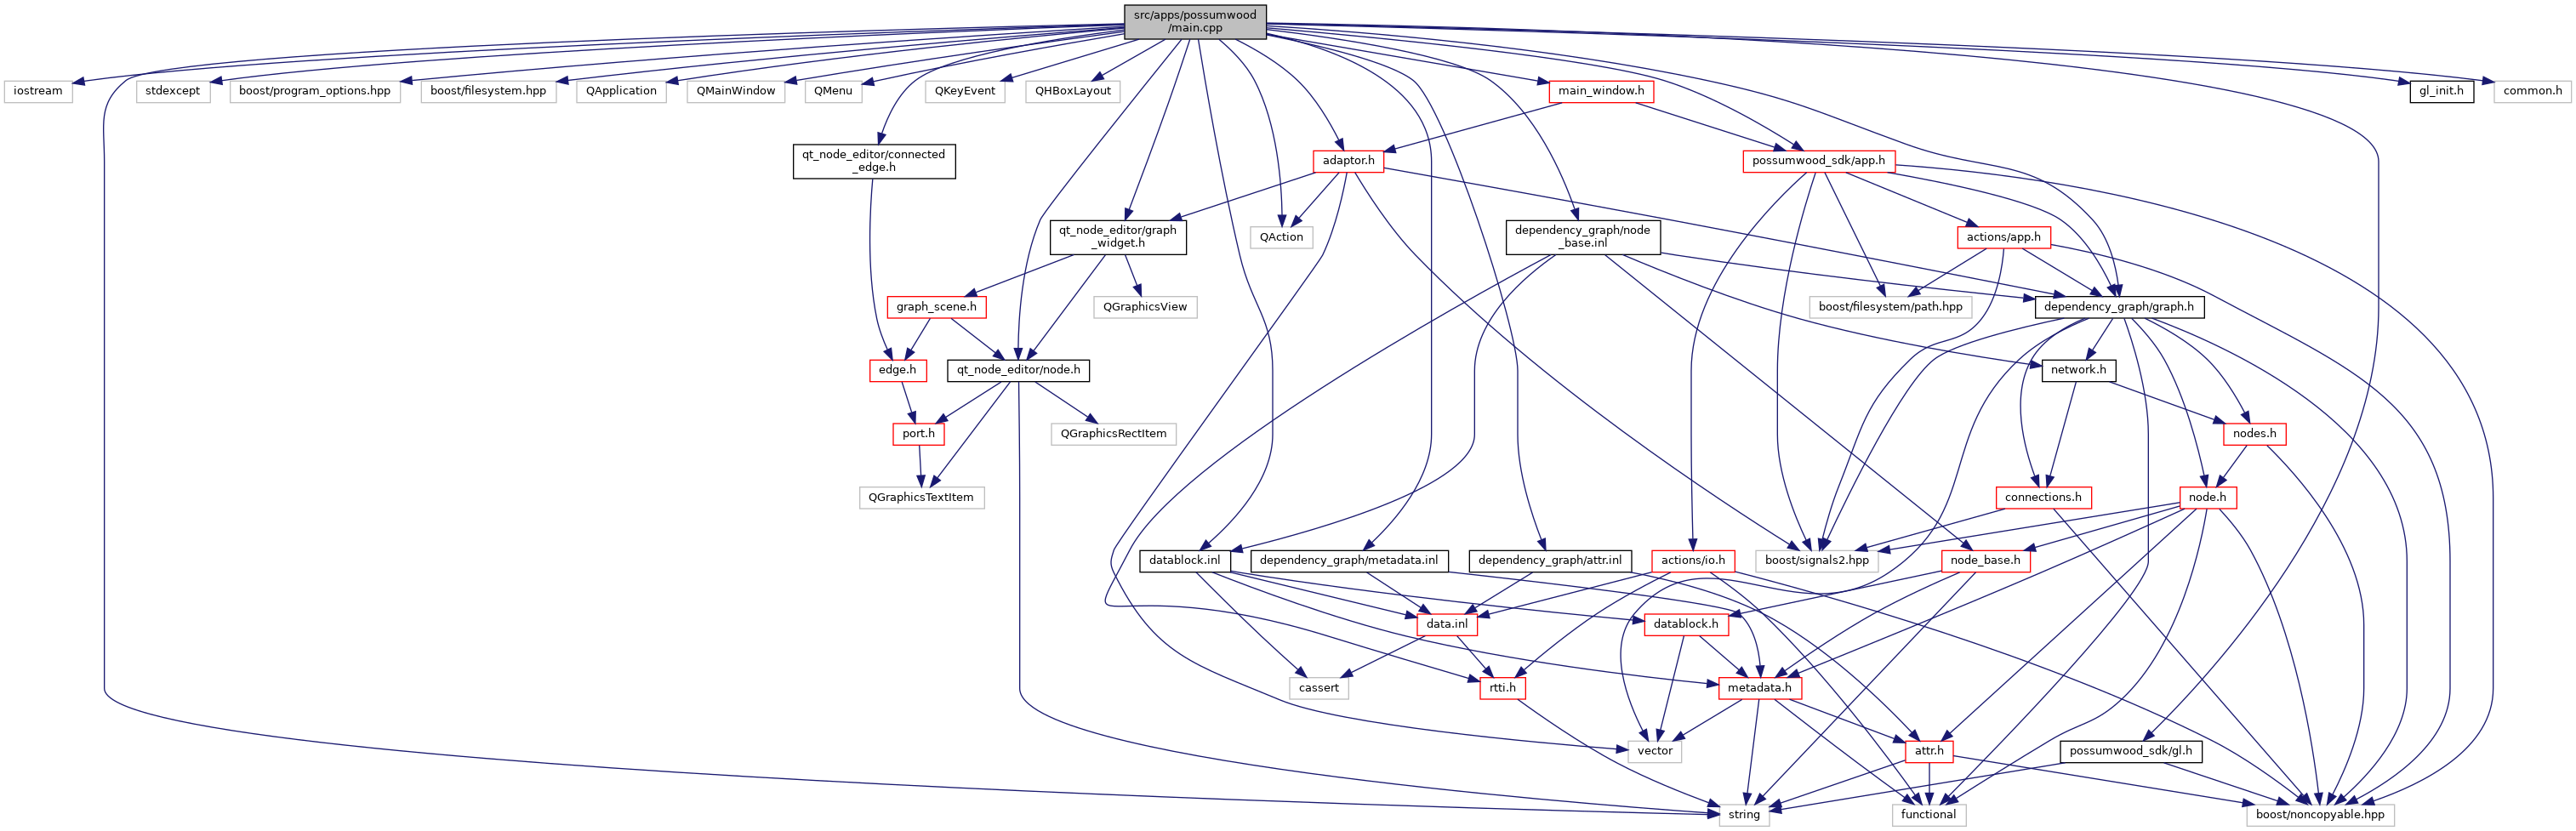 src/apps/possumwood
/main.cpp
iostream
stdexcept
boost/program_options.hpp
boost/filesystem.hpp
QApplication
QMainWindow
QMenu
QKeyEvent
QHBoxLayout
main_window.h
gl_init.h
common.h
qt_node_editor/connected
_edge.h
adaptor.h
possumwood_sdk/app.h
qt_node_editor/graph
_widget.h
QAction
dependency_graph/node
_base.inl
actions/app.h
graph_scene.h
QGraphicsView
boost/filesystem/path.hpp
dependency_graph/graph.h
edge.h
qt_node_editor/node.h
network.h
port.h
QGraphicsRectItem
nodes.h
QGraphicsTextItem
connections.h
node.h
datablock.inl
dependency_graph/metadata.inl
dependency_graph/attr.inl
actions/io.h
boost/signals2.hpp
node_base.h
data.inl
datablock.h
cassert
rtti.h
metadata.h
vector
attr.h
possumwood_sdk/gl.h
string
functional
boost/noncopyable.hpp